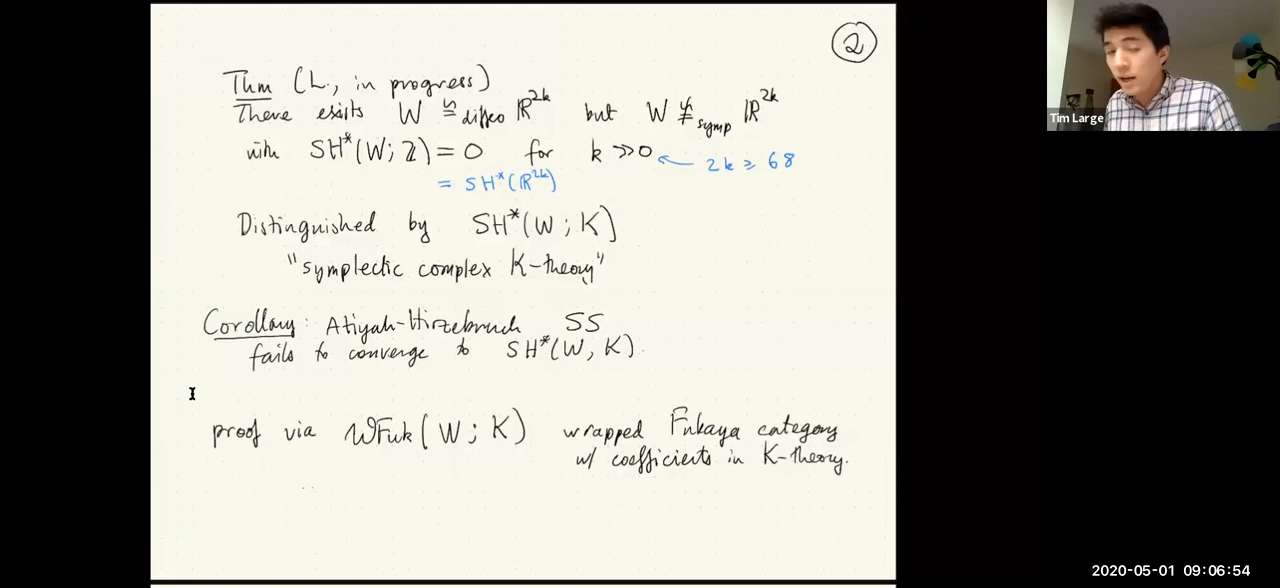 ②
Thm (L., in progress)
There exists W ≅diffeo ℝ^2k but W ≇symp ℝ^2k
with SH*(W; ℤ) = 0 for k ≫ 0 ← 2k ≥ 68
= SH*(ℝ^2k)
Distinguished by SH*(W; K)
"symplectic complex K-theory"
Corollary: Atiyah-Hirzebruch SS
fails to converge to SH*(W, K).
proof via WFuk(W; K) wrapped Fukaya category
w/ coefficients in K-theory.
Tim Large
2020-05-01 09:06:54